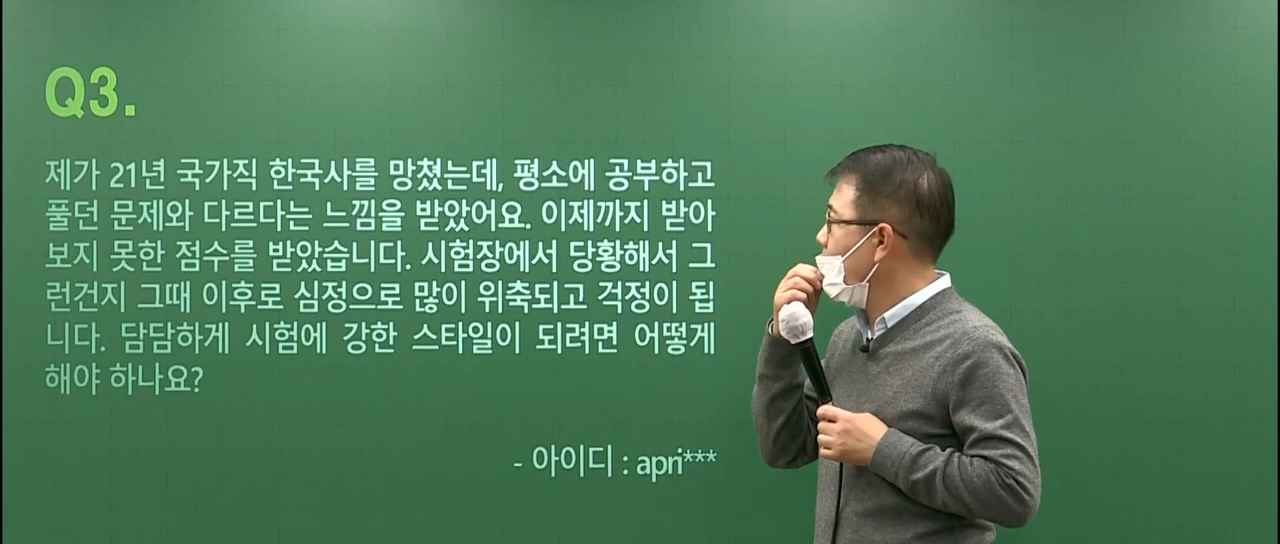 Q3.
제가 21년 국가직 한국사를 망쳤는데, 평소에 공부하고
풀던 문제와 다르다는 느낌을 받았어요. 이제까지 받아
보지 못한 점수를 받았습니다. 시험장에서 당황해서 그
런건지 그때 이후로 심정으로 많이 위축되고 걱정이 됩
니다. 담담하게 시험에 강한 스타일이 되려면 어떻게
해야 하나요?
- 아이디 : apri***